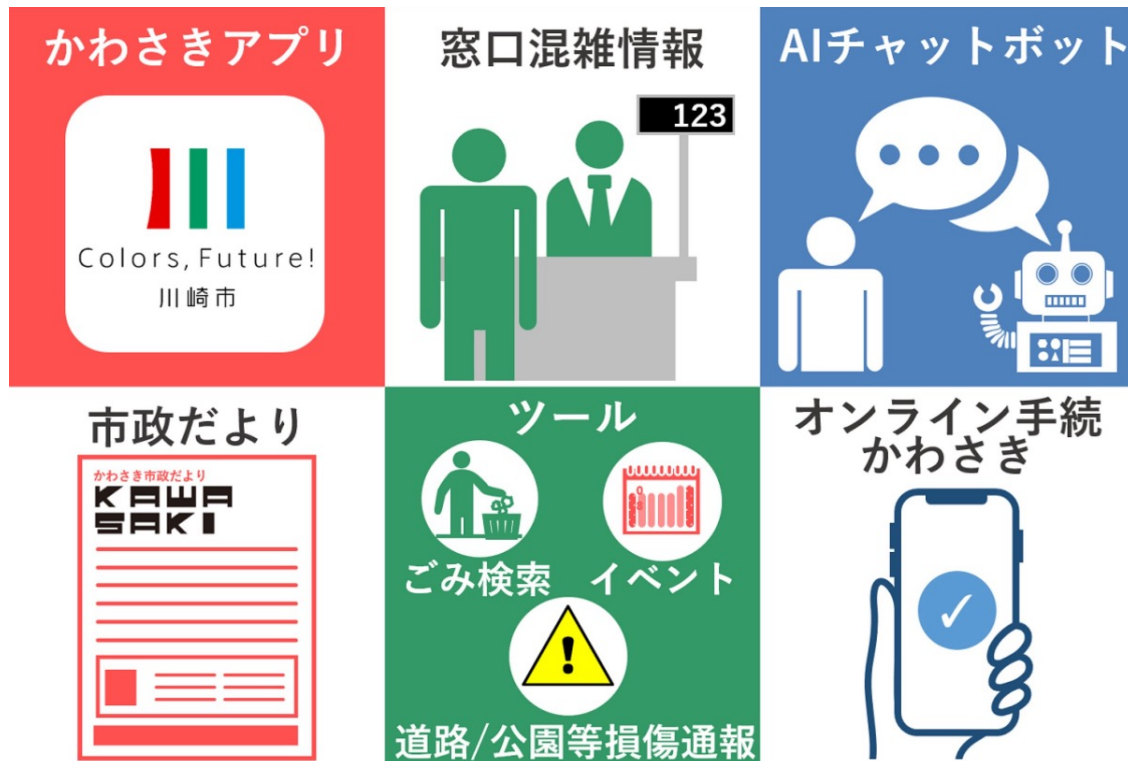 かわさきアプリ
Colors, Future!
川崎市
窓口混雑情報
123
AIチャットボット
市政だより
かわさき市政だより
KAWA
SAKI
ツール
ごみ検索
イベント
道路/公園等損傷通報
オンライン手続
かわさき